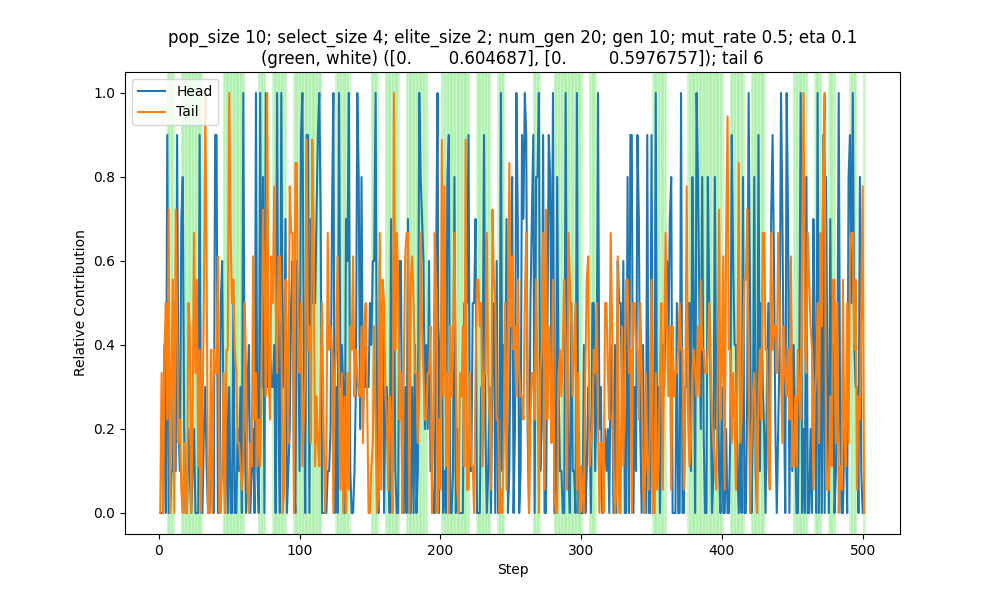 pop_size 10; select_size 4; elite_size 2; num_gen 20; gen 10; mut_rate 0.5; eta 0.1
(green, white) ([0. 0.604687], [0. 0.5976757]); tail 6
Head
Tail
1.0
0.8
0.6
0.4
0.2
0.0
Relative Contribution
0
100
200
300
400
500
Step